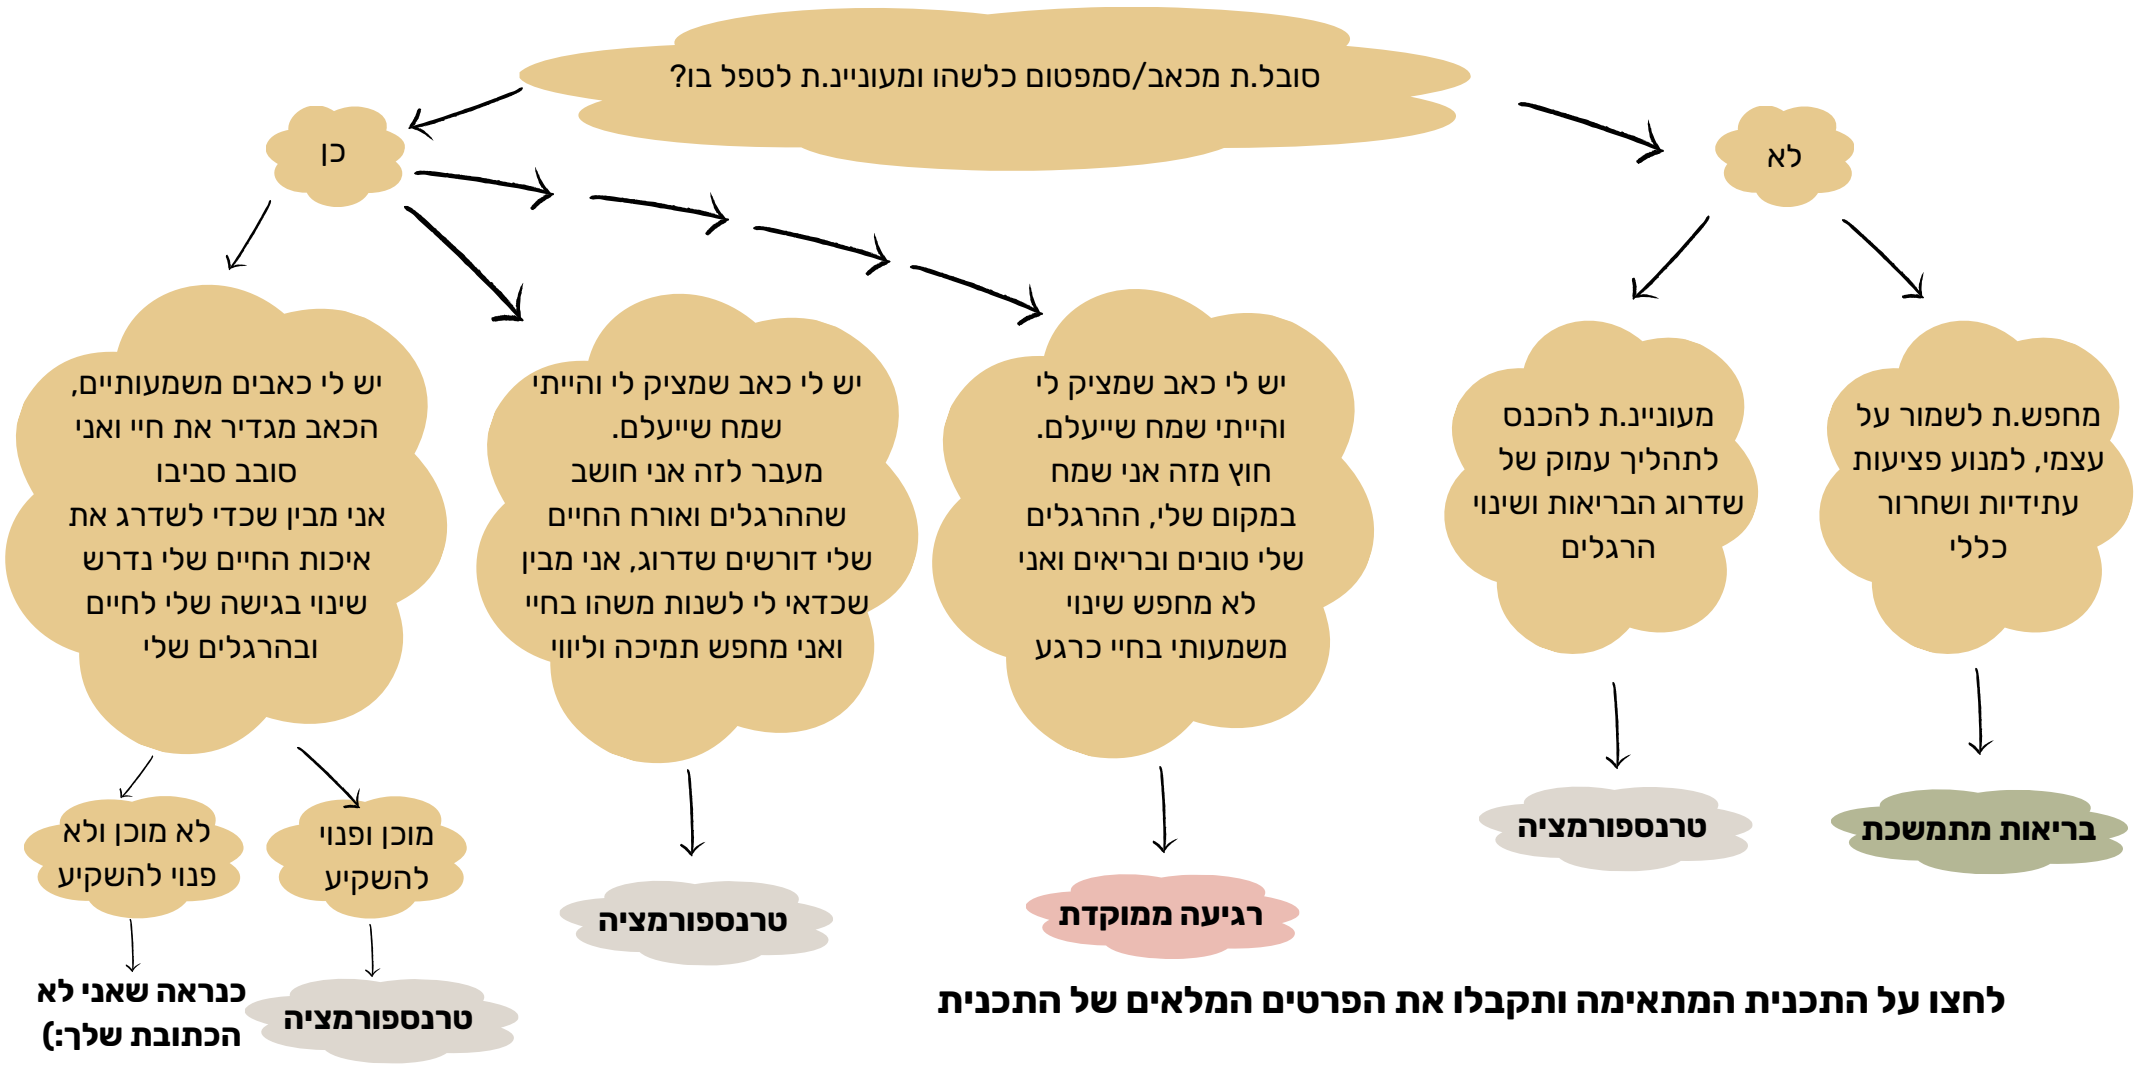 סובל.ת מכאב/סמפטום כלשהו ומעוניינ.ת לטפל בו?
לא
כן
מחפש.ת לשמור על
עצמי, למנוע פציעות
עתידיות ושחרור
כללי
בריאות מתמשכת
מעוניינ.ת להכנס
לתהליך עמוק של
שדרוג הבריאות ושינוי
הרגלים
טרנספורמציה
יש לי כאב שמציק לי
והייתי שמח שייעלם.
חוץ מזה אני שמח
במקום שלי, ההרגלים
שלי טובים ובריאים ואני
לא מחפש שינוי
משמעותי בחיי כרגע
רגיעה ממוקדת
יש לי כאב שמציק לי והייתי
שמח שייעלם.
מעבר לזה אני חושב
שההרגלים ואורח החיים
שלי דורשים שדרוג, אני מבין
שכדאי לי לשנות משהו בחיי
ואני מחפש תמיכה וליווי
טרנספורמציה
יש לי כאבים משמעותיים,
הכאב מגדיר את חיי ואני
סובב סביבו
אני מבין שכדי לשדרג את
איכות החיים שלי נדרש
שינוי בגישה שלי לחיים
ובהרגלים שלי
מוכן ופנוי
להשקיע
טרנספורמציה
לא מוכן ולא
פנוי להשקיע
כנראה שאני לא
הכתובת שלך:)
לחצו על התכנית המתאימה ותקבלו את הפרטים המלאים של התכנית